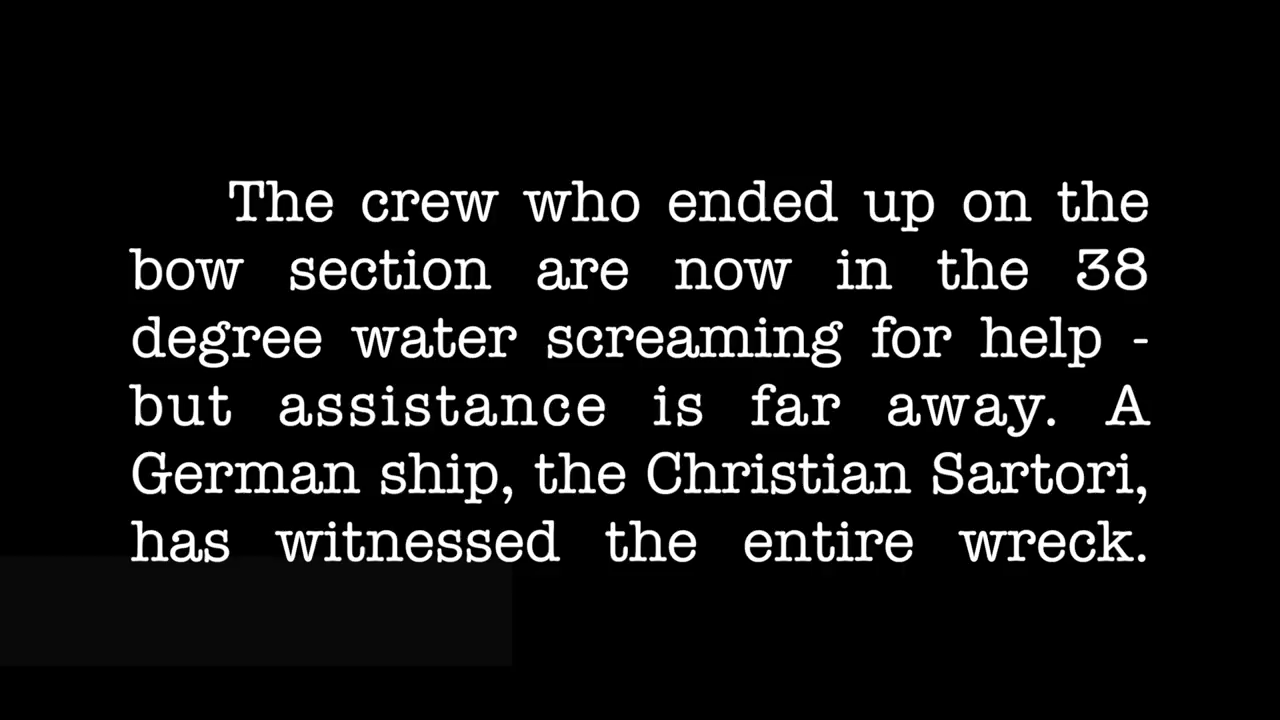 The crew who ended up on the
bow section are now in the 38
degree water screaming for help -
but assistance is far away. A
German ship, the Christian Sartori,
has witnessed the entire wreck.